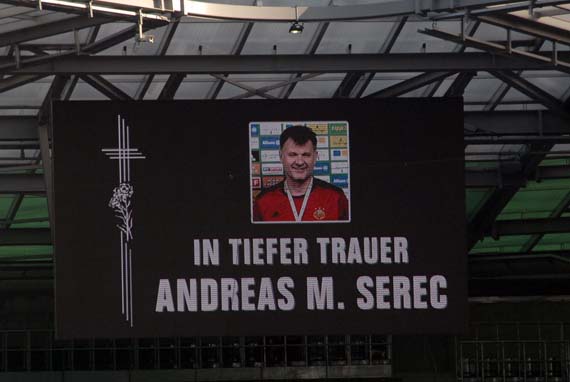 IN TIEFER TRAUER
ANDREAS M. SEREC